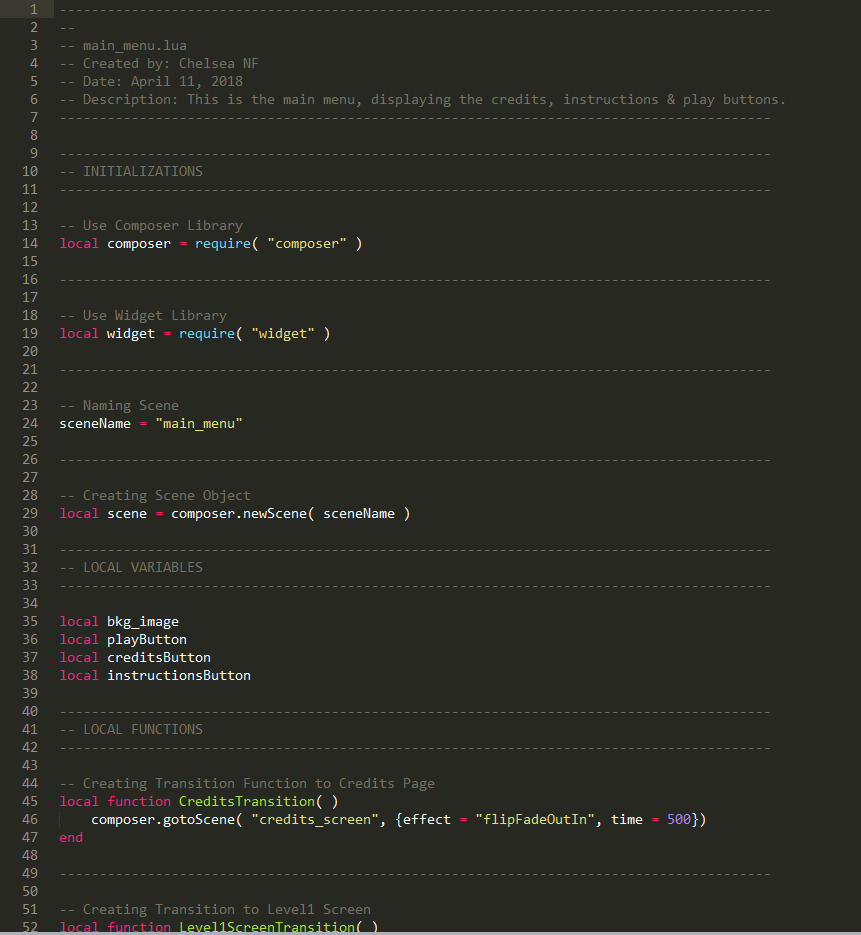 1 -----------------------------------------------------------------------------------------
2 --
3 -- main_menu.lua
4 -- Created by: Chelsea NF
5 -- Date: April 11, 2018
6 -- Description: This is the main menu, displaying the credits, instructions & play buttons.
7 -----------------------------------------------------------------------------------------
8
9 -----------------------------------------------------------------------------------------
10 -- INITIALIZATIONS
11 -----------------------------------------------------------------------------------------
12
13 -- Use Composer Library
14 local composer = require( "composer" )
15
16 -----------------------------------------------------------------------------------------
17
18 -- Use Widget Library
19 local widget = require( "widget" )
20
21 -----------------------------------------------------------------------------------------
22
23 -- Naming Scene
24 sceneName = "main_menu"
25
26 -----------------------------------------------------------------------------------------
27
28 -- Creating Scene Object
29 local scene = composer.newScene( sceneName )
30
31 -----------------------------------------------------------------------------------------
32 -- LOCAL VARIABLES
33 -----------------------------------------------------------------------------------------
34
35 local bkg_image
36 local playButton
37 local creditsButton
38 local instructionsButton
39
40 -----------------------------------------------------------------------------------------
41 -- LOCAL FUNCTIONS
42 -----------------------------------------------------------------------------------------
43
44 -- Creating Transition Function to Credits Page
45 local function CreditsTransition( )
46     composer.gotoScene( "credits_screen", {effect = "flipFadeOutIn", time = 500})
47 end
48
49 -----------------------------------------------------------------------------------------
50
51 -- Creating Transition to Level1 Screen
52 local function Level1ScreenTransition( )